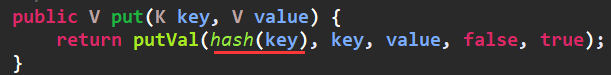 public V put(K key, V value) {
    return putVal(hash(key), key, value, false, true);
}